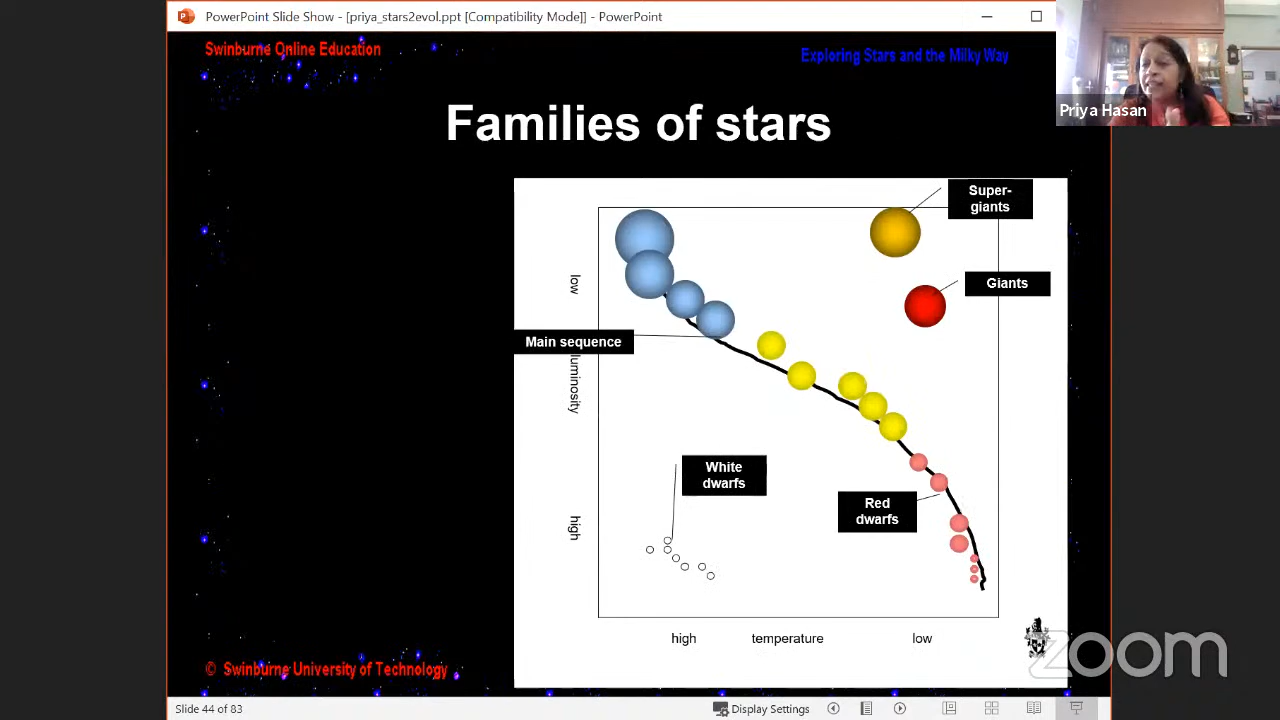 PowerPoint Slide Show - [priya_stars2evol.ppt [Compatibility Mode]] - PowerPoint
Swinburne Online Education
Exploring Stars and the Milky Way
Priya Hasan
Families of stars
Super-
giants
Giants
low
Main sequence
luminosity
White
dwarfs
Red
dwarfs
high
high temperature low
© Swinburne University of Technology
zoom
Slide 44 of 83
Display Settings